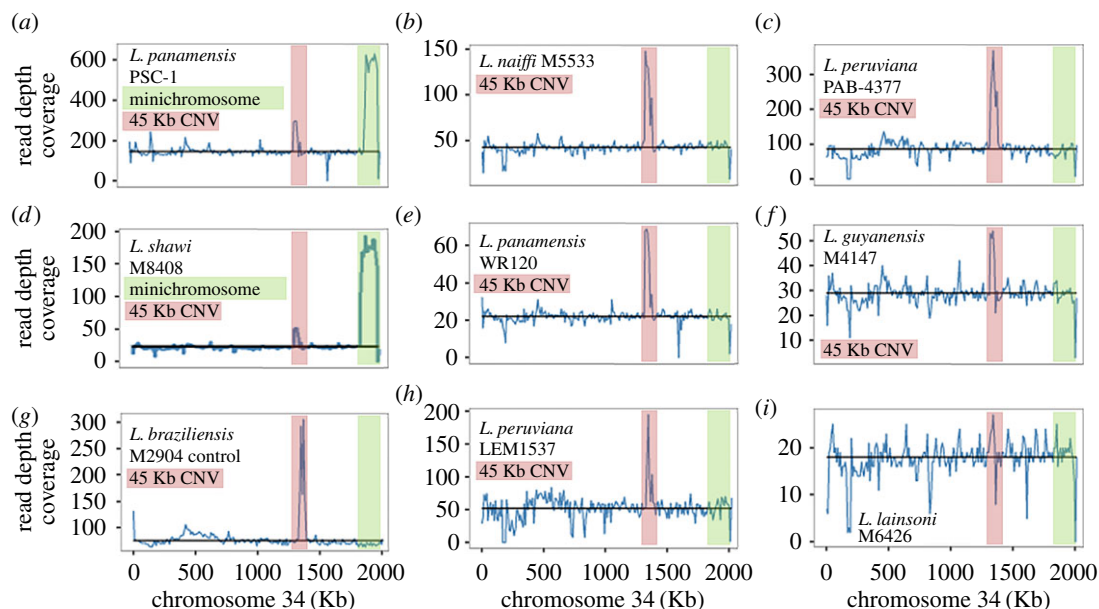 (a)
L. panamensis
PSC-1
minichromosome
45 Kb CNV
read depth
coverage
600
400
200
0
(b)
L. naiffi M5533
45 Kb CNV
150
100
50
0
(c)
L. peruviana
PAB-4377
45 Kb CNV
300
200
100
0
(d)
L. shawi
M8408
minichromosome
45 Kb CNV
read depth
coverage
200
150
100
50
0
(e)
L. panamensis
WR120
45 Kb CNV
60
40
20
0
(f)
L. guyanensis
M4147
45 Kb CNV
50
40
30
20
10
(g)
L. braziliensis
M2904 control
45 Kb CNV
read depth
coverage
300
250
200
150
100
0 500 1000 1500 2000
chromosome 34 (Kb)
(h)
L. peruviana
LEM1537
45 Kb CNV
200
150
100
50
0
0 500 1000 1500 2000
chromosome 34 (Kb)
(i)
L. lainsoni
M6426
20
10
0
0 500 1000 1500 2000
chromosome 34 (Kb)